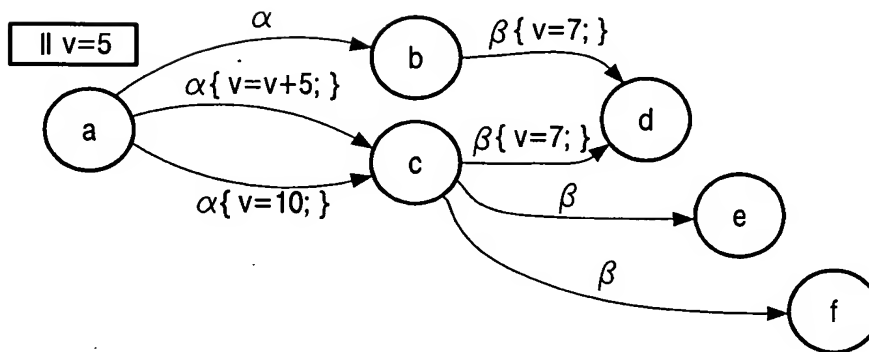 || v=5
α
b
β{ v=7; }
α{ v=v+5; }
a
d
c
β{ v=7; }
α{ v=10; }
β
e
β
f